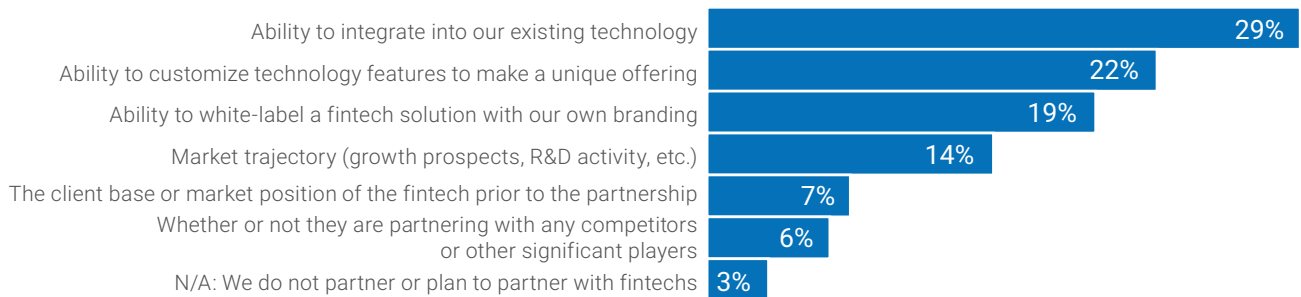 Ability to integrate into our existing technology 29%
Ability to customize technology features to make a unique offering 22%
Ability to white-label a fintech solution with our own branding 19%
Market trajectory (growth prospects, R&D activity, etc.) 14%
The client base or market position of the fintech prior to the partnership 7%
Whether or not they are partnering with any competitors
or other significant players 6%
N/A: We do not partner or plan to partner with fintechs 3%